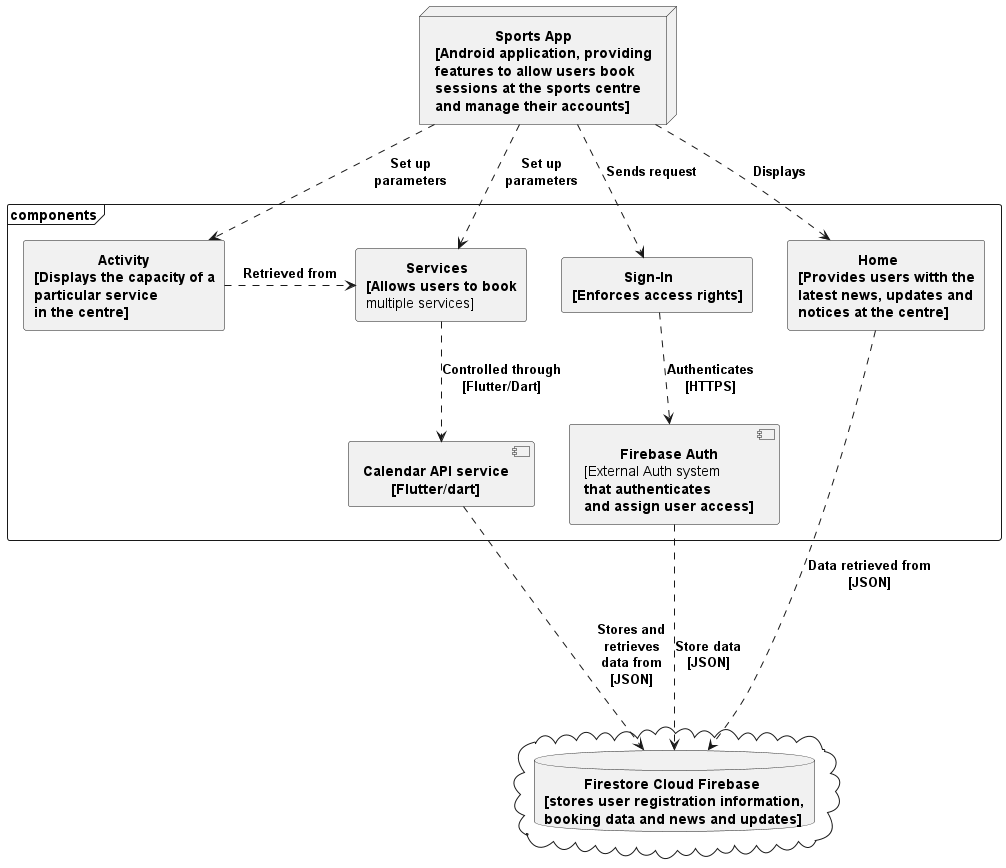 Sports App
[Android application, providing
features to allow users book
sessions at the sports centre
and manage their accounts]
Set up
parameters
Set up
parameters
Sends request
Displays
components
Activity
[Displays the capacity of a
particular service
in the centre]
Retrieved from
Services
[Allows users to book
multiple services]
Sign-In
[Enforces access rights]
Home
[Provides users witth the
latest news, updates and
notices at the centre]
Controlled through
[Flutter/Dart]
Authenticates
[HTTPS]
Calendar API service
[Flutter/dart]
Firebase Auth
[External Auth system
that authenticates
and assign user access]
Data retrieved from
[JSON]
Stores and
retrieves
data from
[JSON]
Store data
[JSON]
Firestore Cloud Firebase
[stores user registration information,
booking data and news and updates]